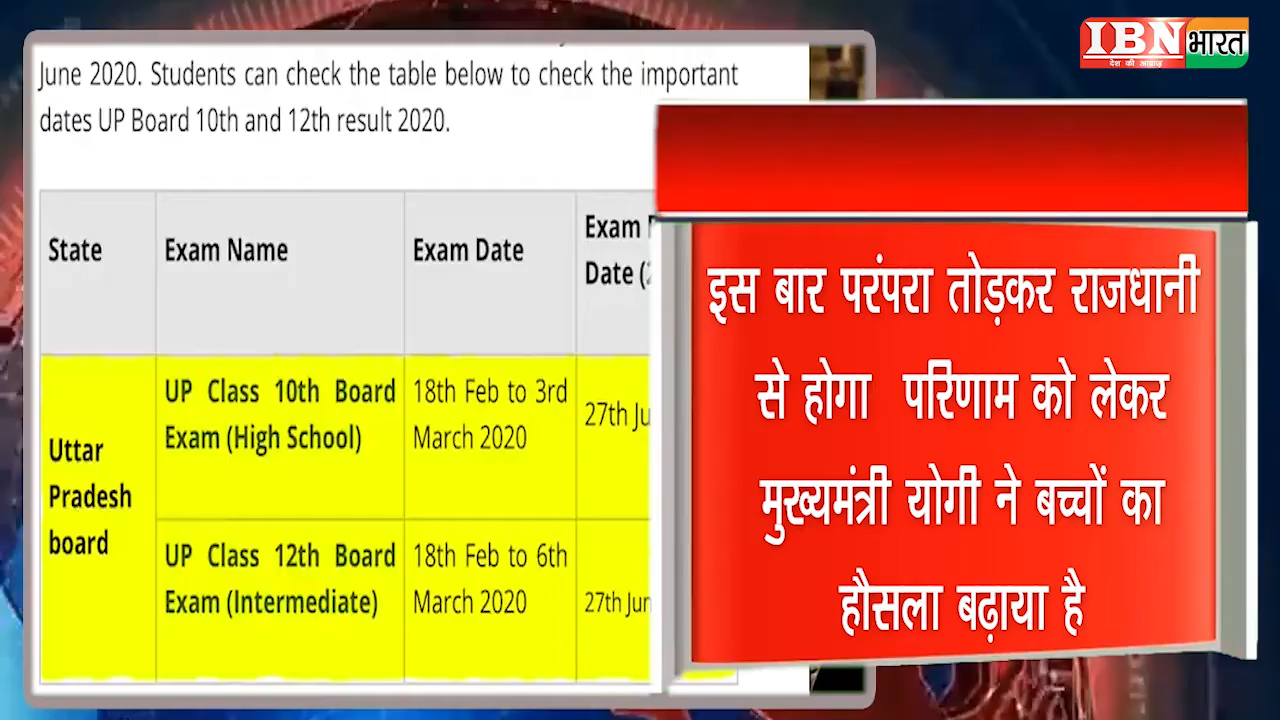 IBN भारत
देश की आवाज़
June 2020. Students can check the table below to check the important
dates UP Board 10th and 12th result 2020.
State
Exam Name
Exam Date
Exam
Date
Uttar
Pradesh
board
UP Class 10th Board
Exam (High School)
18th Feb to 3rd
March 2020
27th
UP Class 12th Board
Exam (Intermediate)
18th Feb to 6th
March 2020
27th
इस बार परंपरा तोड़कर राजधानी
से होगा परिणाम को लेकर
मुख्यमंत्री योगी ने बच्चों का
हौसला बढ़ाया है